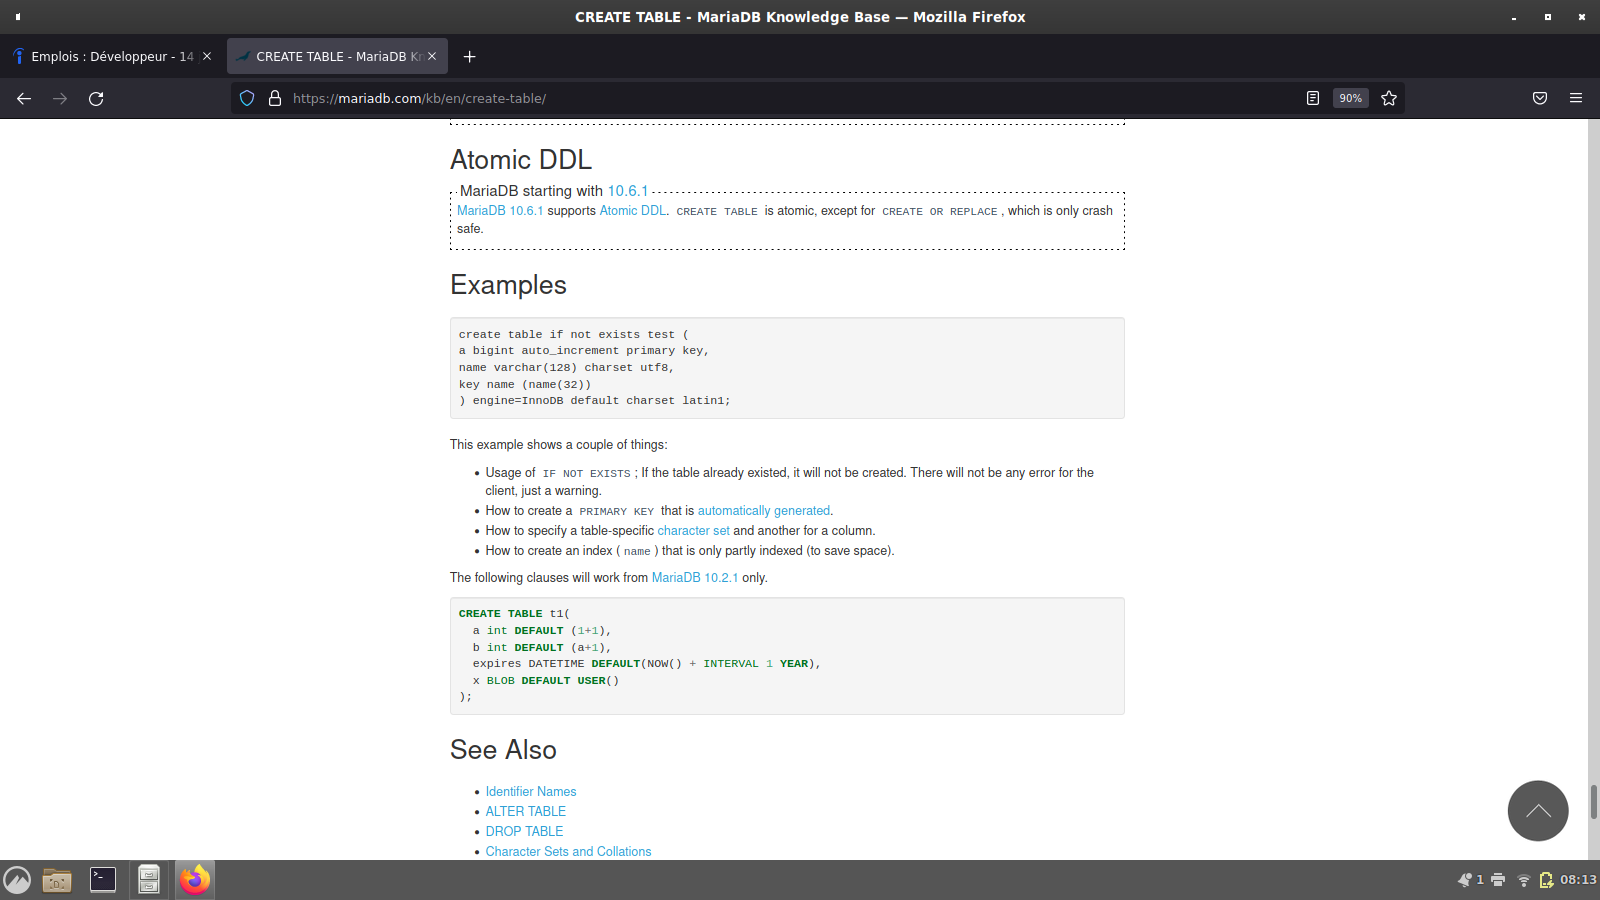 CREATE TABLE - MariaDB Knowledge Base — Mozilla Firefox
Emplois : Développeur - 14
CREATE TABLE - MariaDB Kn
https://mariadb.com/kb/en/create-table/
90%
Atomic DDL
MariaDB starting with 10.6.1
MariaDB 10.6.1 supports Atomic DDL. CREATE TABLE is atomic, except for CREATE OR REPLACE, which is only crash
safe.
Examples
create table if not exists test (
a bigint auto_increment primary key,
name varchar(128) charset utf8,
key name (name(32))
) engine=InnoDB default charset latin1;
This example shows a couple of things:
• Usage of IF NOT EXISTS; If the table already existed, it will not be created. There will not be any error for the
client, just a warning.
• How to create a PRIMARY KEY that is automatically generated.
• How to specify a table-specific character set and another for a column.
• How to create an index (name) that is only partly indexed (to save space).
The following clauses will work from MariaDB 10.2.1 only.
CREATE TABLE t1(
a int DEFAULT (1+1),
b int DEFAULT (a+1),
expires DATETIME DEFAULT(NOW() + INTERVAL 1 YEAR),
x BLOB DEFAULT USER()
);
See Also
• Identifier Names
• ALTER TABLE
• DROP TABLE
• Character Sets and Collations
1
08:13